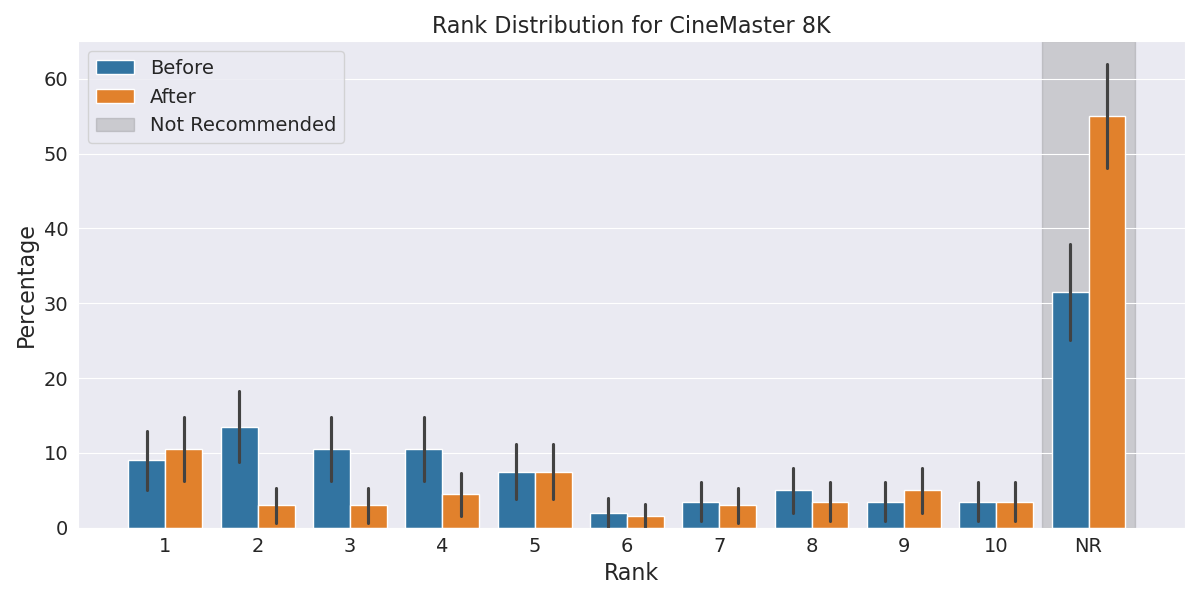 Rank Distribution for CineMaster 8K
Before
After
Not Recommended
Percentage
60
50
40
30
20
10
0
1 2 3 4 5 6 7 8 9 10 NR
Rank